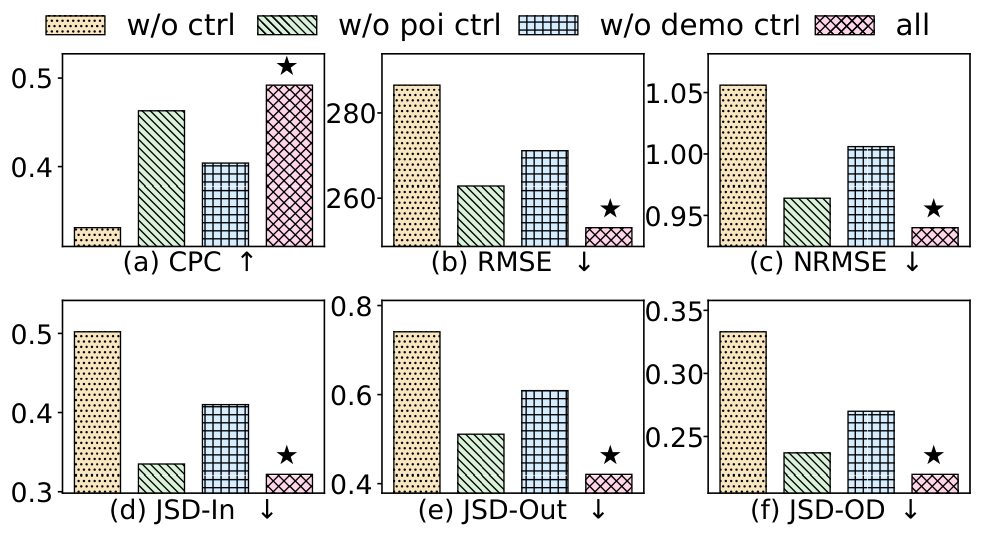 w/o ctrl w/o poi ctrl w/o demo ctrl all
0.5
0.4
(a) CPC ↑
280
260
(b) RMSE ↓
1.05
1.00
0.95
(c) NRMSE ↓
0.5
0.4
0.3
(d) JSD-In ↓
0.8
0.6
0.4
(e) JSD-Out ↓
0.35
0.30
0.25
(f) JSD-OD ↓